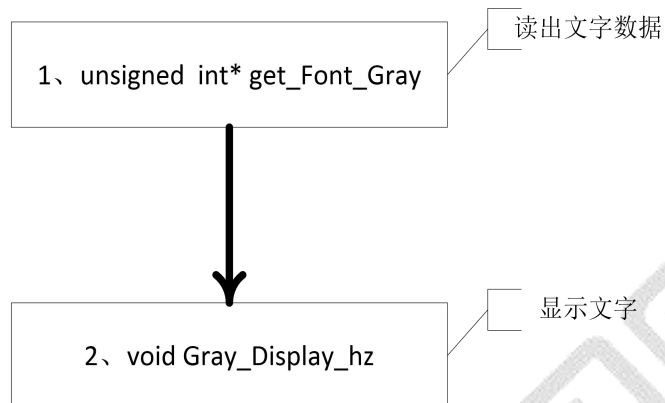 读出文字数据
1、unsigned int* get_Font_Gray
显示文字
2、void Gray_Display_hz